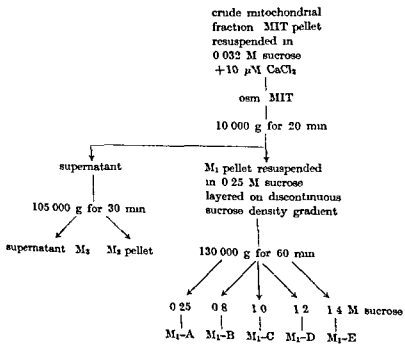 crude mitochondrial
fraction MIT pellet
resuspended in
0 032 M sucrose
+10 μM CaCl₂
osm MIT
10 000 g for 20 min
supernatant
M₁ pellet resuspended
in 0 25 M sucrose
layered on discontinuous
sucrose density gradient
105 000 g for 30 min
supernatant M₃ M₂ pellet
130 000 g for 60 min
0 25 0 8 1 0 1 2 1 4 M sucrose
M₁-A M₁-B M₁-C M₁-D M₁-E